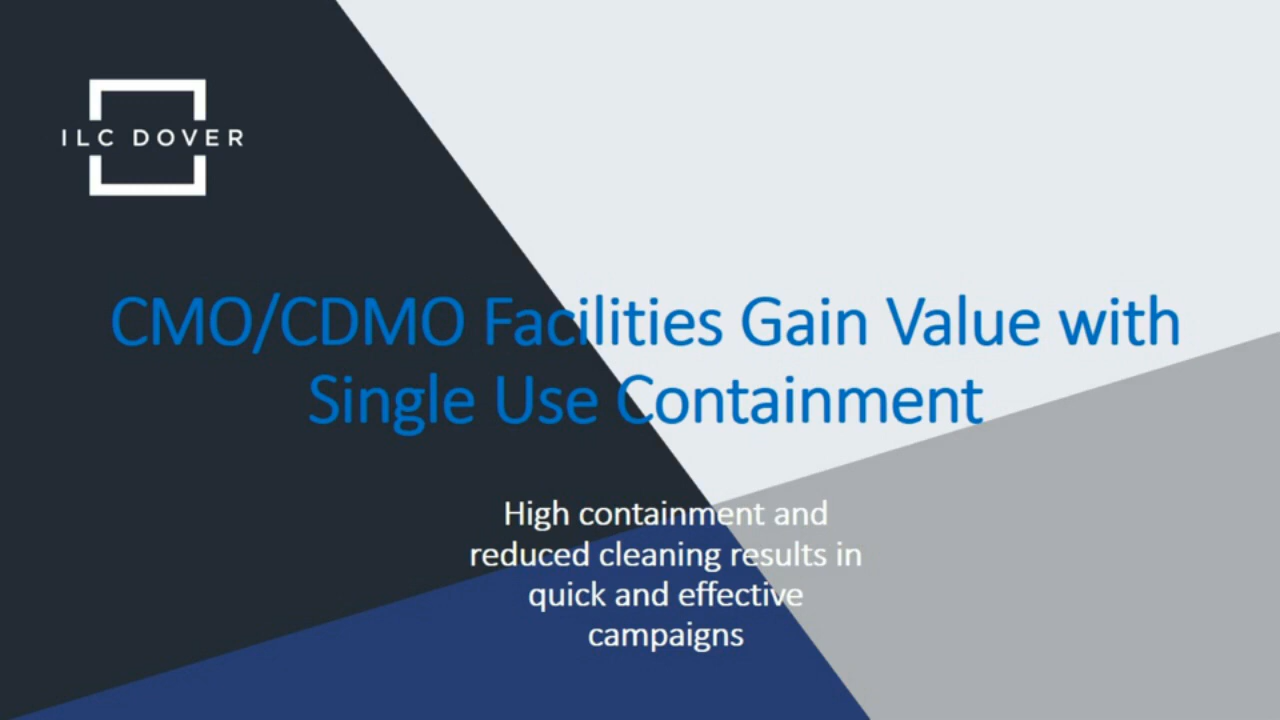 ILC DOVER
CMO/CDMO Facilities Gain Value with
Single Use Containment
High containment and
reduced cleaning results in
quick and effective
campaigns